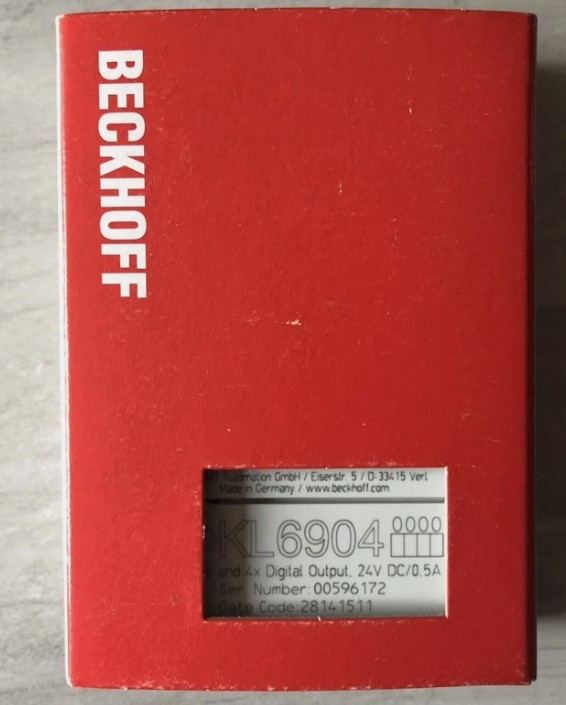 BECKHOFF
Automation GmbH / Eiserstr. 5 / D-33415 Verl
Made in Germany / www.beckhoff.com
KL6904 0000
and 4x Digital Output, 24V DC/0.5A
Ser. Number: 00596172
Date Code: 28141511